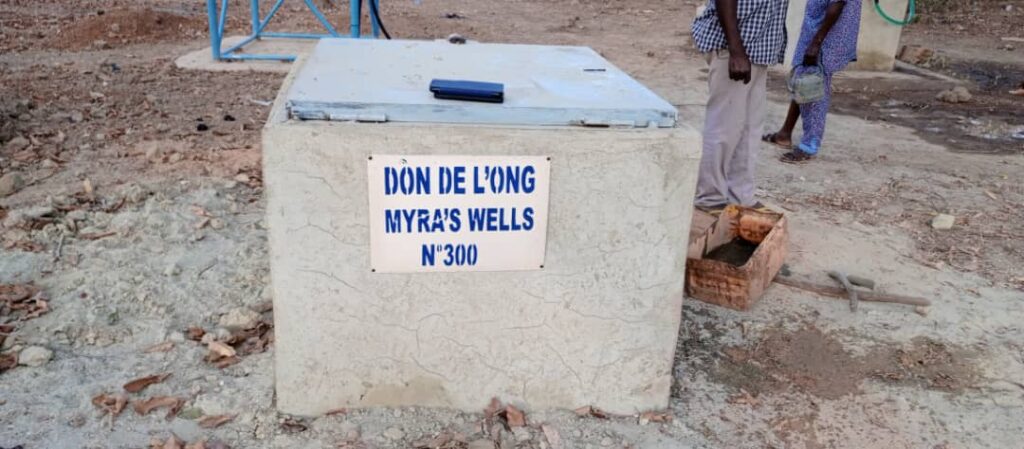 DON DE L'ONG
MYRA'S WELLS
N°300